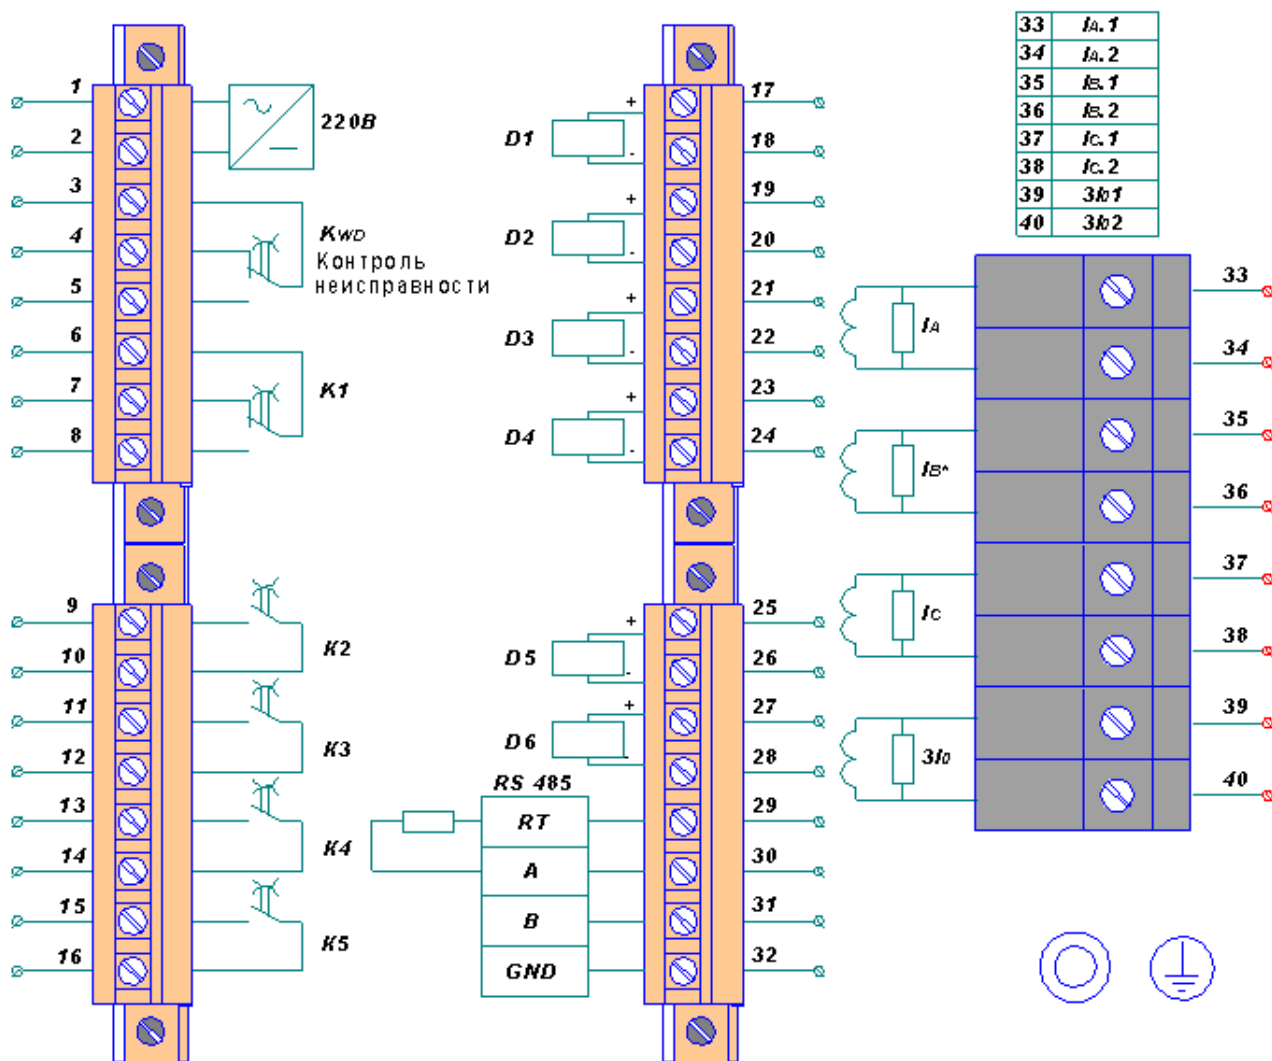 33 IA.1
34 IA.2
35 IB.1
36 IB.2
37 IC.1
38 IC.2
39 3I01
40 3I02
1
2
220В
3
4
5
KWD
Контроль
неисправности
6
7
8
K1
9
10
K2
11
12
K3
13
14
K4
15
16
K5
D1
+
-
17
18
D2
+
-
19
20
D3
+
-
21
22
D4
+
-
23
24
D5
+
-
25
26
D6
+
-
27
28
RS 485
RT
29
A
30
B
31
GND
32
IA
33
34
IB*
35
36
IC
37
38
3I0
39
40